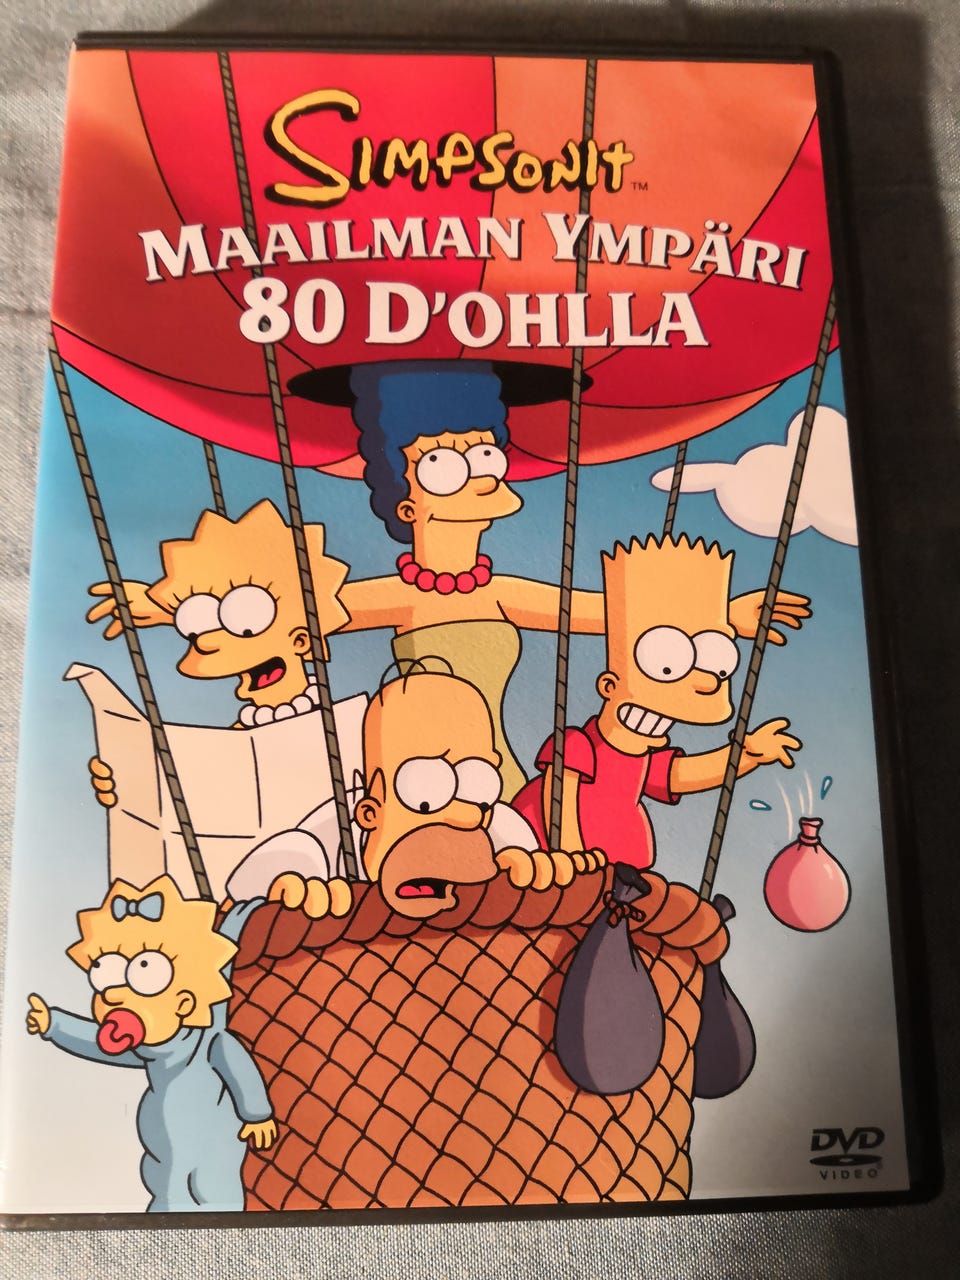 SIMPSONIT™
MAAILMAN YMPÄRI
80 D'OHLLA
DVD
VIDEO